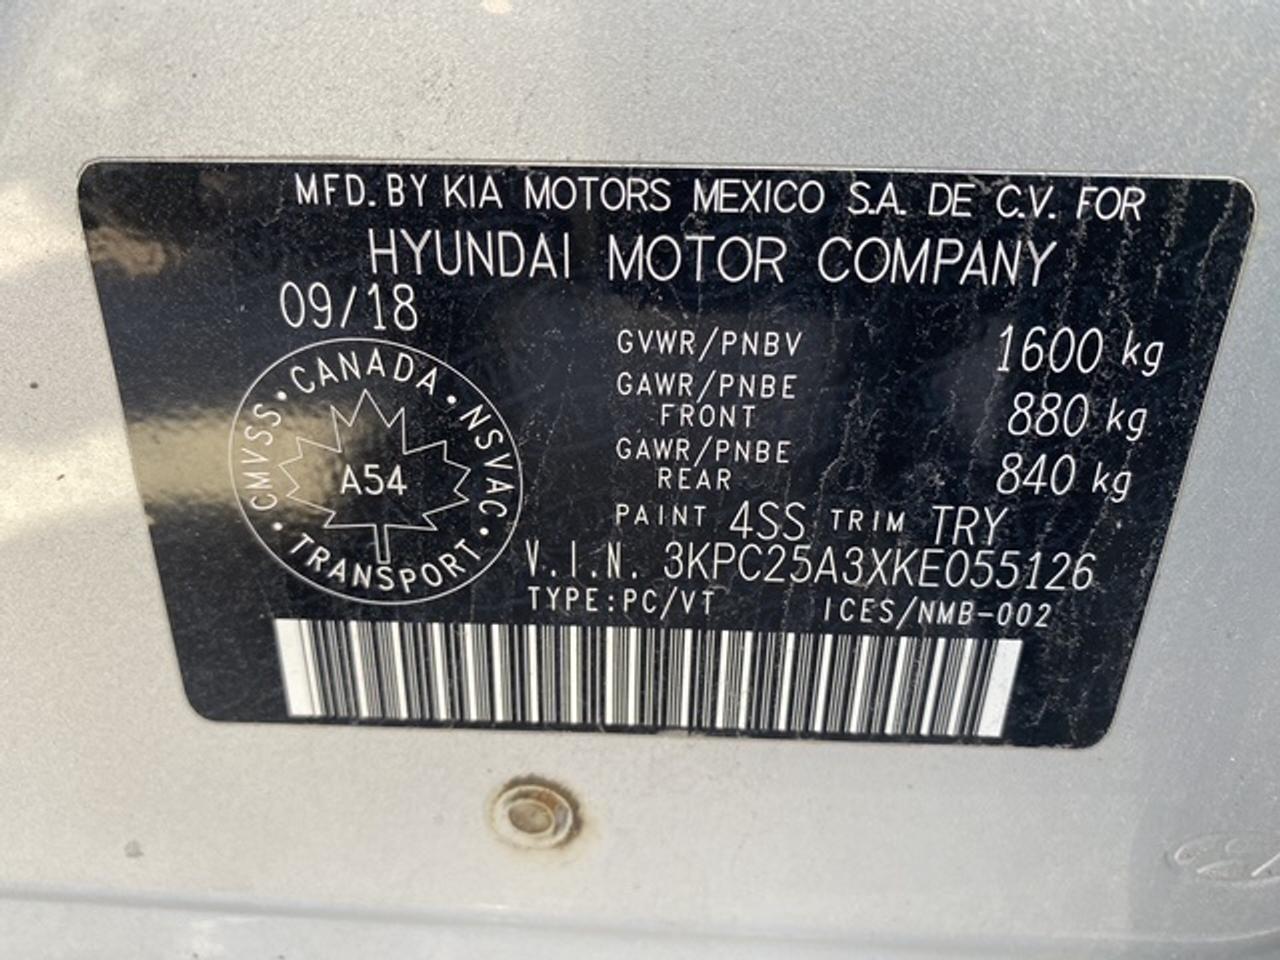 MFD. BY KIA MOTORS MEXICO S.A. DE C.V. FOR
HYUNDAI MOTOR COMPANY
09/18
GVWR/PNBV 1600 kg
GAWR/PNBE FRONT 880 kg
GAWR/PNBE REAR 840 kg
CANADA • NSVAC • TRANSPORT • CMVSS •
A54
PAINT 4SS TRIM TRY
V.I.N. 3KPC25A3XKE055126
TYPE:PC/VT ICES/NMB-002